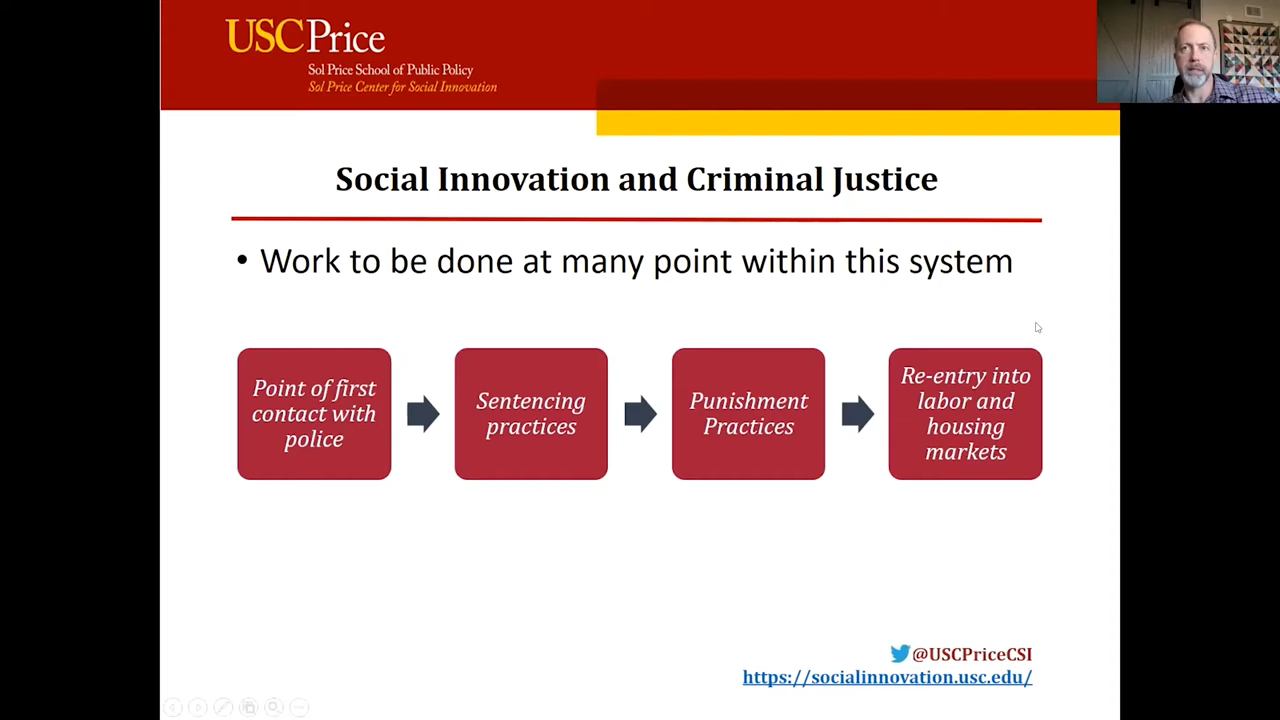 USCPrice
Sol Price School of Public Policy
Sol Price Center for Social Innovation
Social Innovation and Criminal Justice
• Work to be done at many point within this system
Point of first
contact with
police
Sentencing
practices
Punishment
Practices
Re-entry into
labor and
housing
markets
@USCPriceCSI
https://socialinnovation.usc.edu/